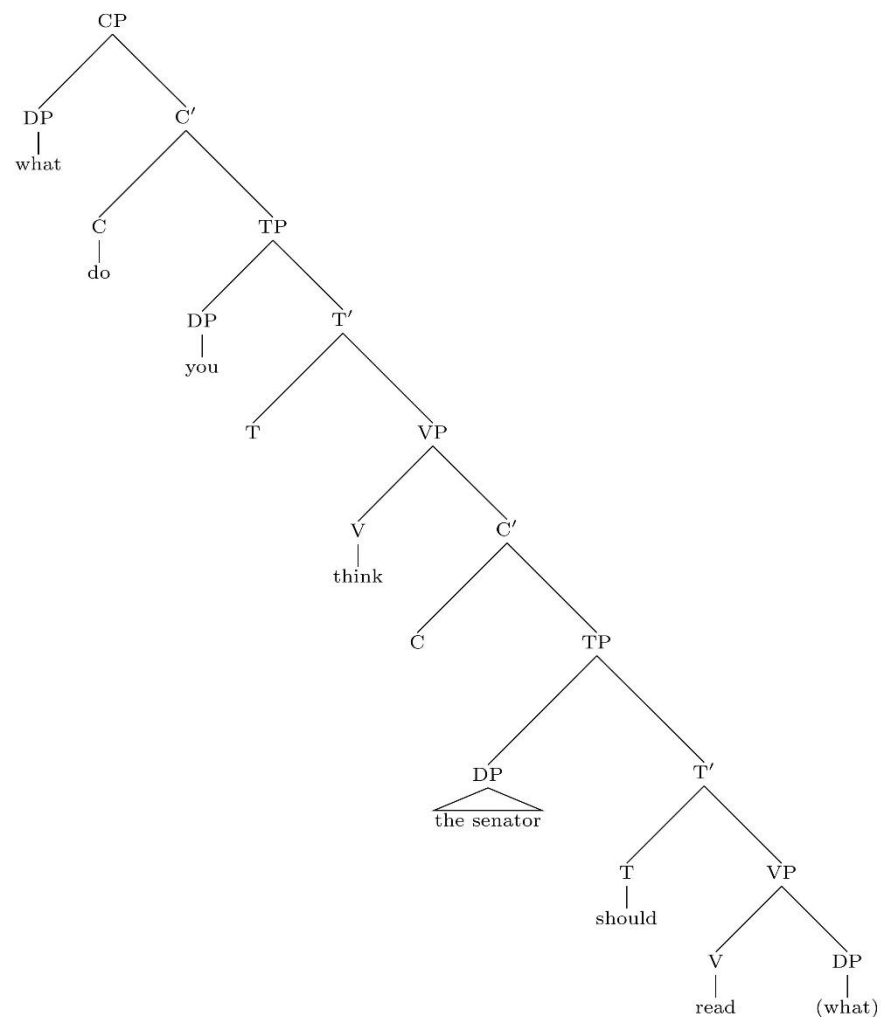 CP
DP C′
what
C TP
do
DP T′
you
T VP
V C′
think
C TP
DP T′
the senator
T VP
should
V DP
read (what)